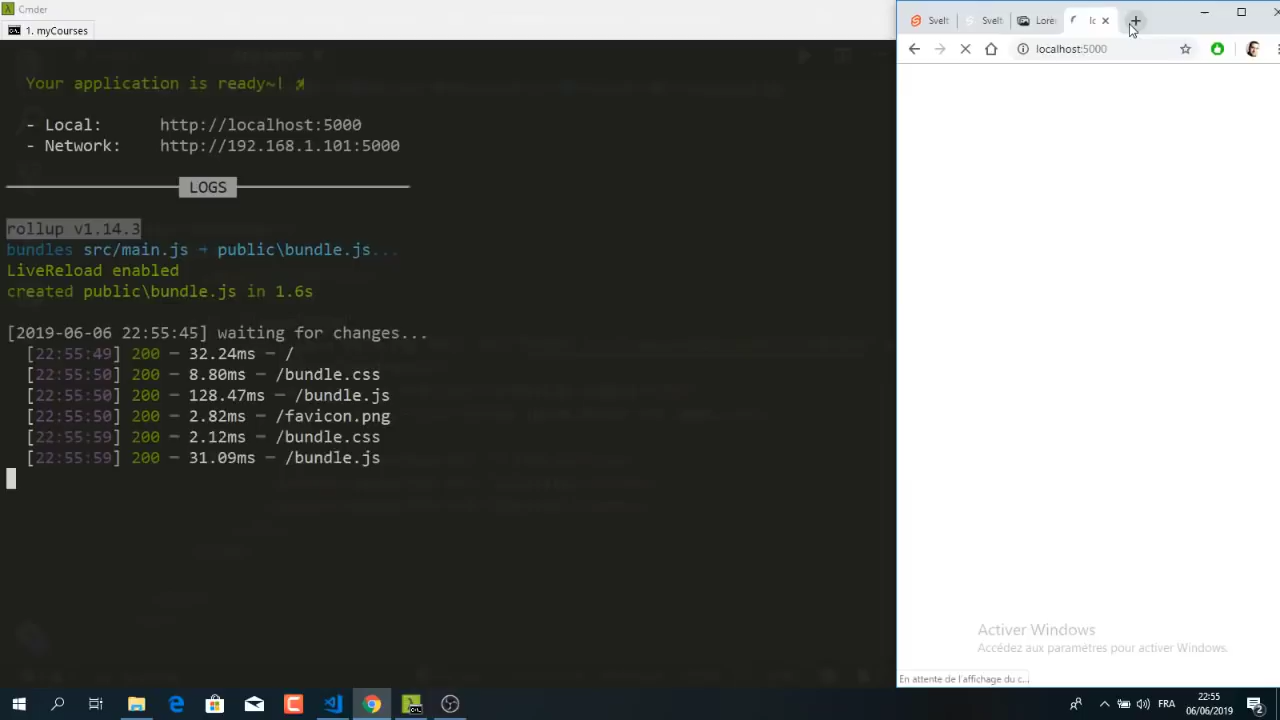 Cmder
1. myCourses
Your application is ready~!
- Local: http://localhost:5000
- Network: http://192.168.1.101:5000
LOGS
rollup v1.14.3
bundles src/main.js → public\bundle.js...
LiveReload enabled
created public\bundle.js in 1.6s
[2019-06-06 22:55:45] waiting for changes...
[22:55:49] 200 — 32.24ms — /
[22:55:50] 200 — 8.80ms — /bundle.css
[22:55:50] 200 — 128.47ms — /bundle.js
[22:55:50] 200 — 2.82ms — /favicon.png
[22:55:59] 200 — 2.12ms — /bundle.css
[22:55:59] 200 — 31.09ms — /bundle.js
Svelt
Svelt
Lore
lc
localhost:5000
Activer Windows
Accédez aux paramètres pour activer Windows.
En attente de l'affichage du c...
FRA
22:55
06/06/2019
2